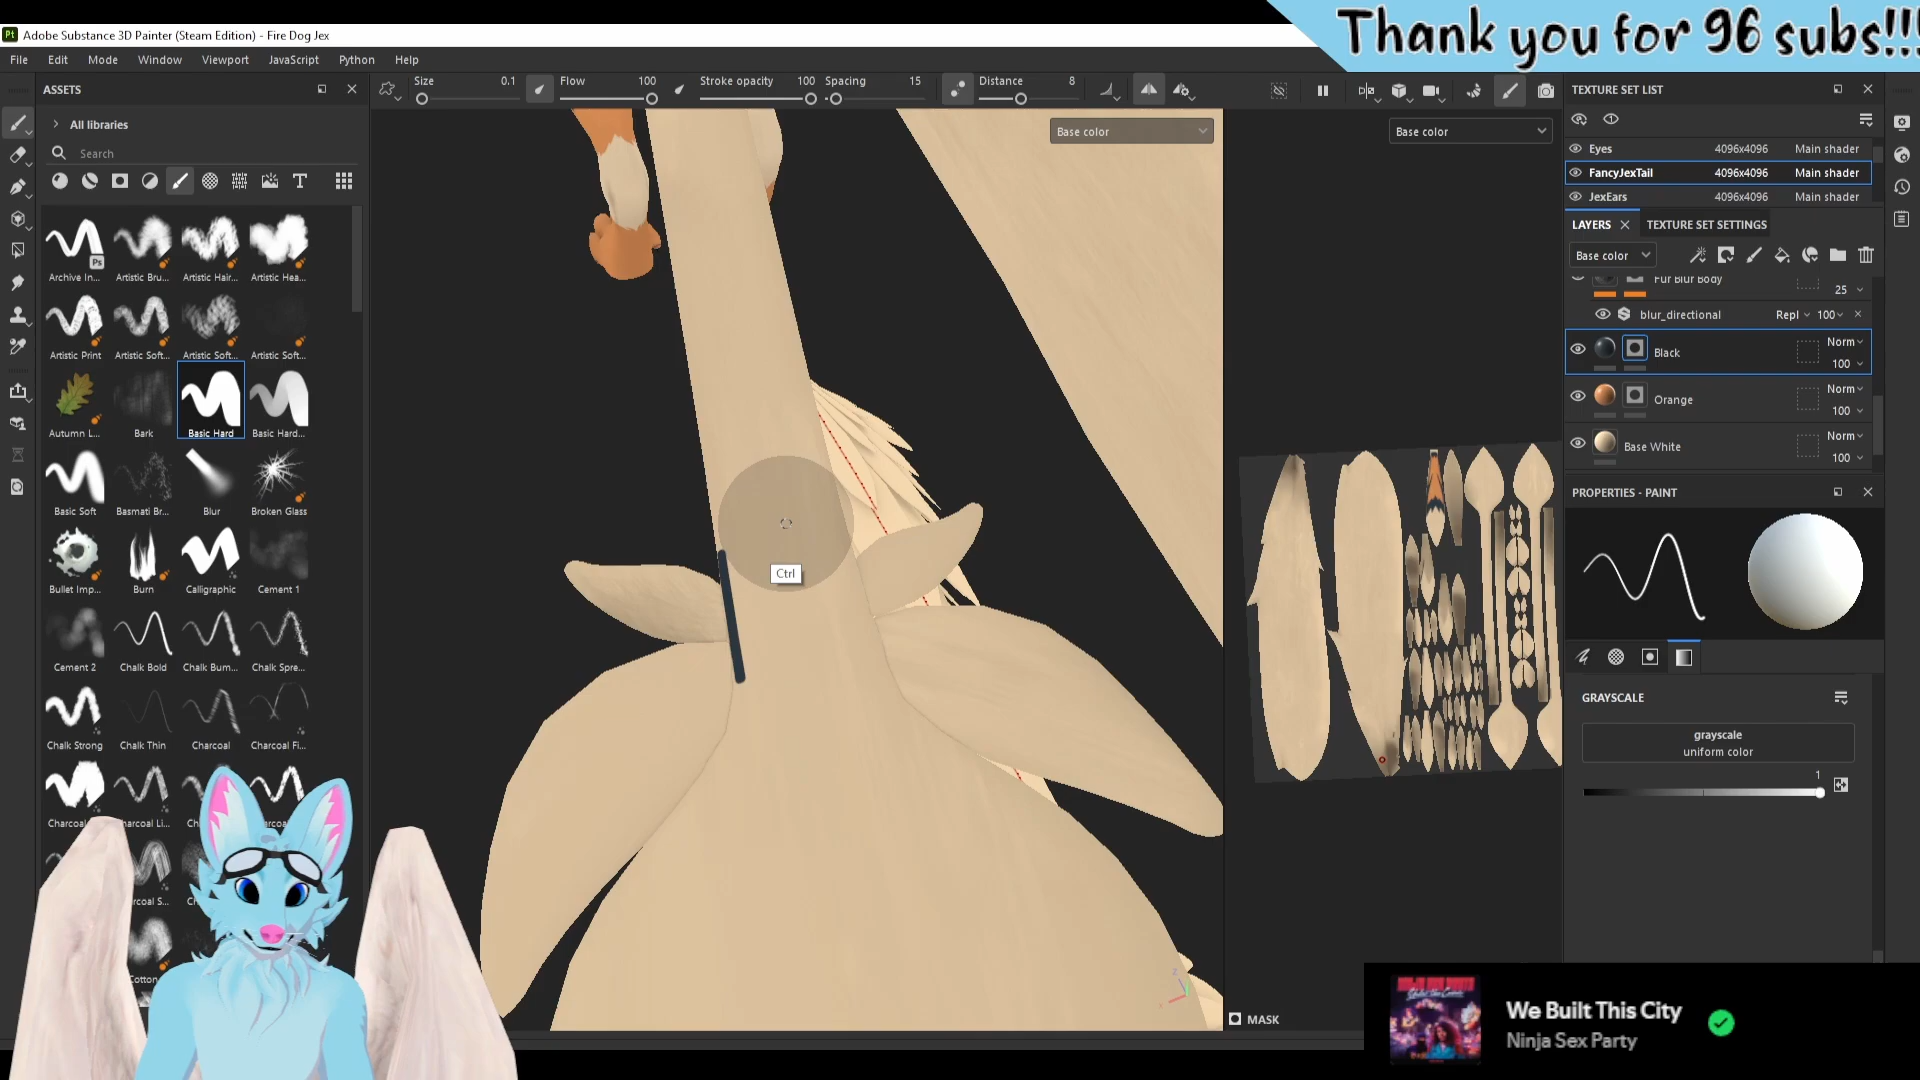 Thank you for 96 subs!!!
Pt Adobe Substance 3D Painter (Steam Edition) - Fire Dog Jex
File Edit Mode Window Viewport JavaScript Python Help
ASSETS
Size 0.1 Flow 100 Stroke opacity 100 Spacing 15 Distance 8
TEXTURE SET LIST
All libraries
Search
Base color
Base color
Eyes 4096x4096 Main shader
FancyJexTail 4096x4096 Main shader
JexEars 4096x4096 Main shader
LAYERS TEXTURE SET SETTINGS
Base color
Fur Blur Body 25
blur_directional Repl 100
Black Norm 100
Orange Norm 100
Base White Norm 100
PROPERTIES - PAINT
Ps
Archive In... Artistic Bru... Artistic Hair... Artistic Hea...
Artistic Print Artistic Soft... Artistic Soft... Artistic Soft...
Autumn L... Bark Basic Hard Basic Hard...
Basic Soft Basmati Br... Blur Broken Glass
Bullet Imp... Burn Calligraphic Cement 1
Cement 2 Chalk Bold Chalk Bum... Chalk Spre...
Chalk Strong Chalk Thin Charcoal Charcoal Fi...
Ctrl
GRAYSCALE
grayscale
uniform color
1
MASK
We Built This City
Ninja Sex Party